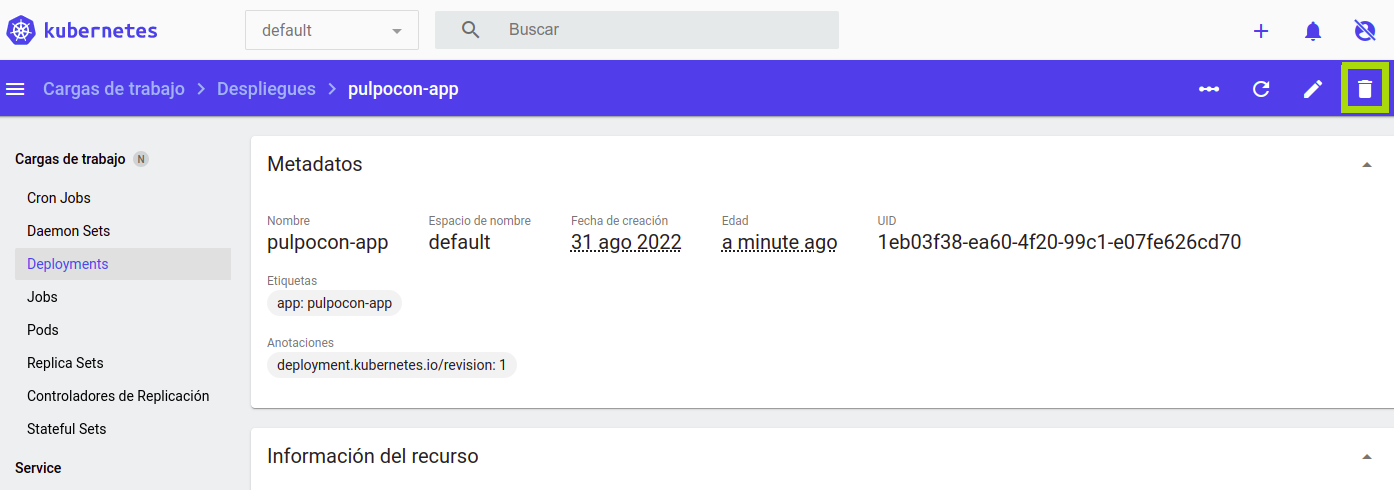 kubernetes
default
Buscar
Cargas de trabajo > Despliegues > pulpocon-app
Cargas de trabajo N
Cron Jobs
Daemon Sets
Deployments
Jobs
Pods
Replica Sets
Controladores de Replicación
Stateful Sets
Service
Metadatos
Nombre Espacio de nombre Fecha de creación Edad UID
pulpocon-app default 31 ago 2022 a minute ago 1eb03f38-ea60-4f20-99c1-e07fe626cd70
Etiquetas
app: pulpocon-app
Anotaciones
deployment.kubernetes.io/revision: 1
Información del recurso